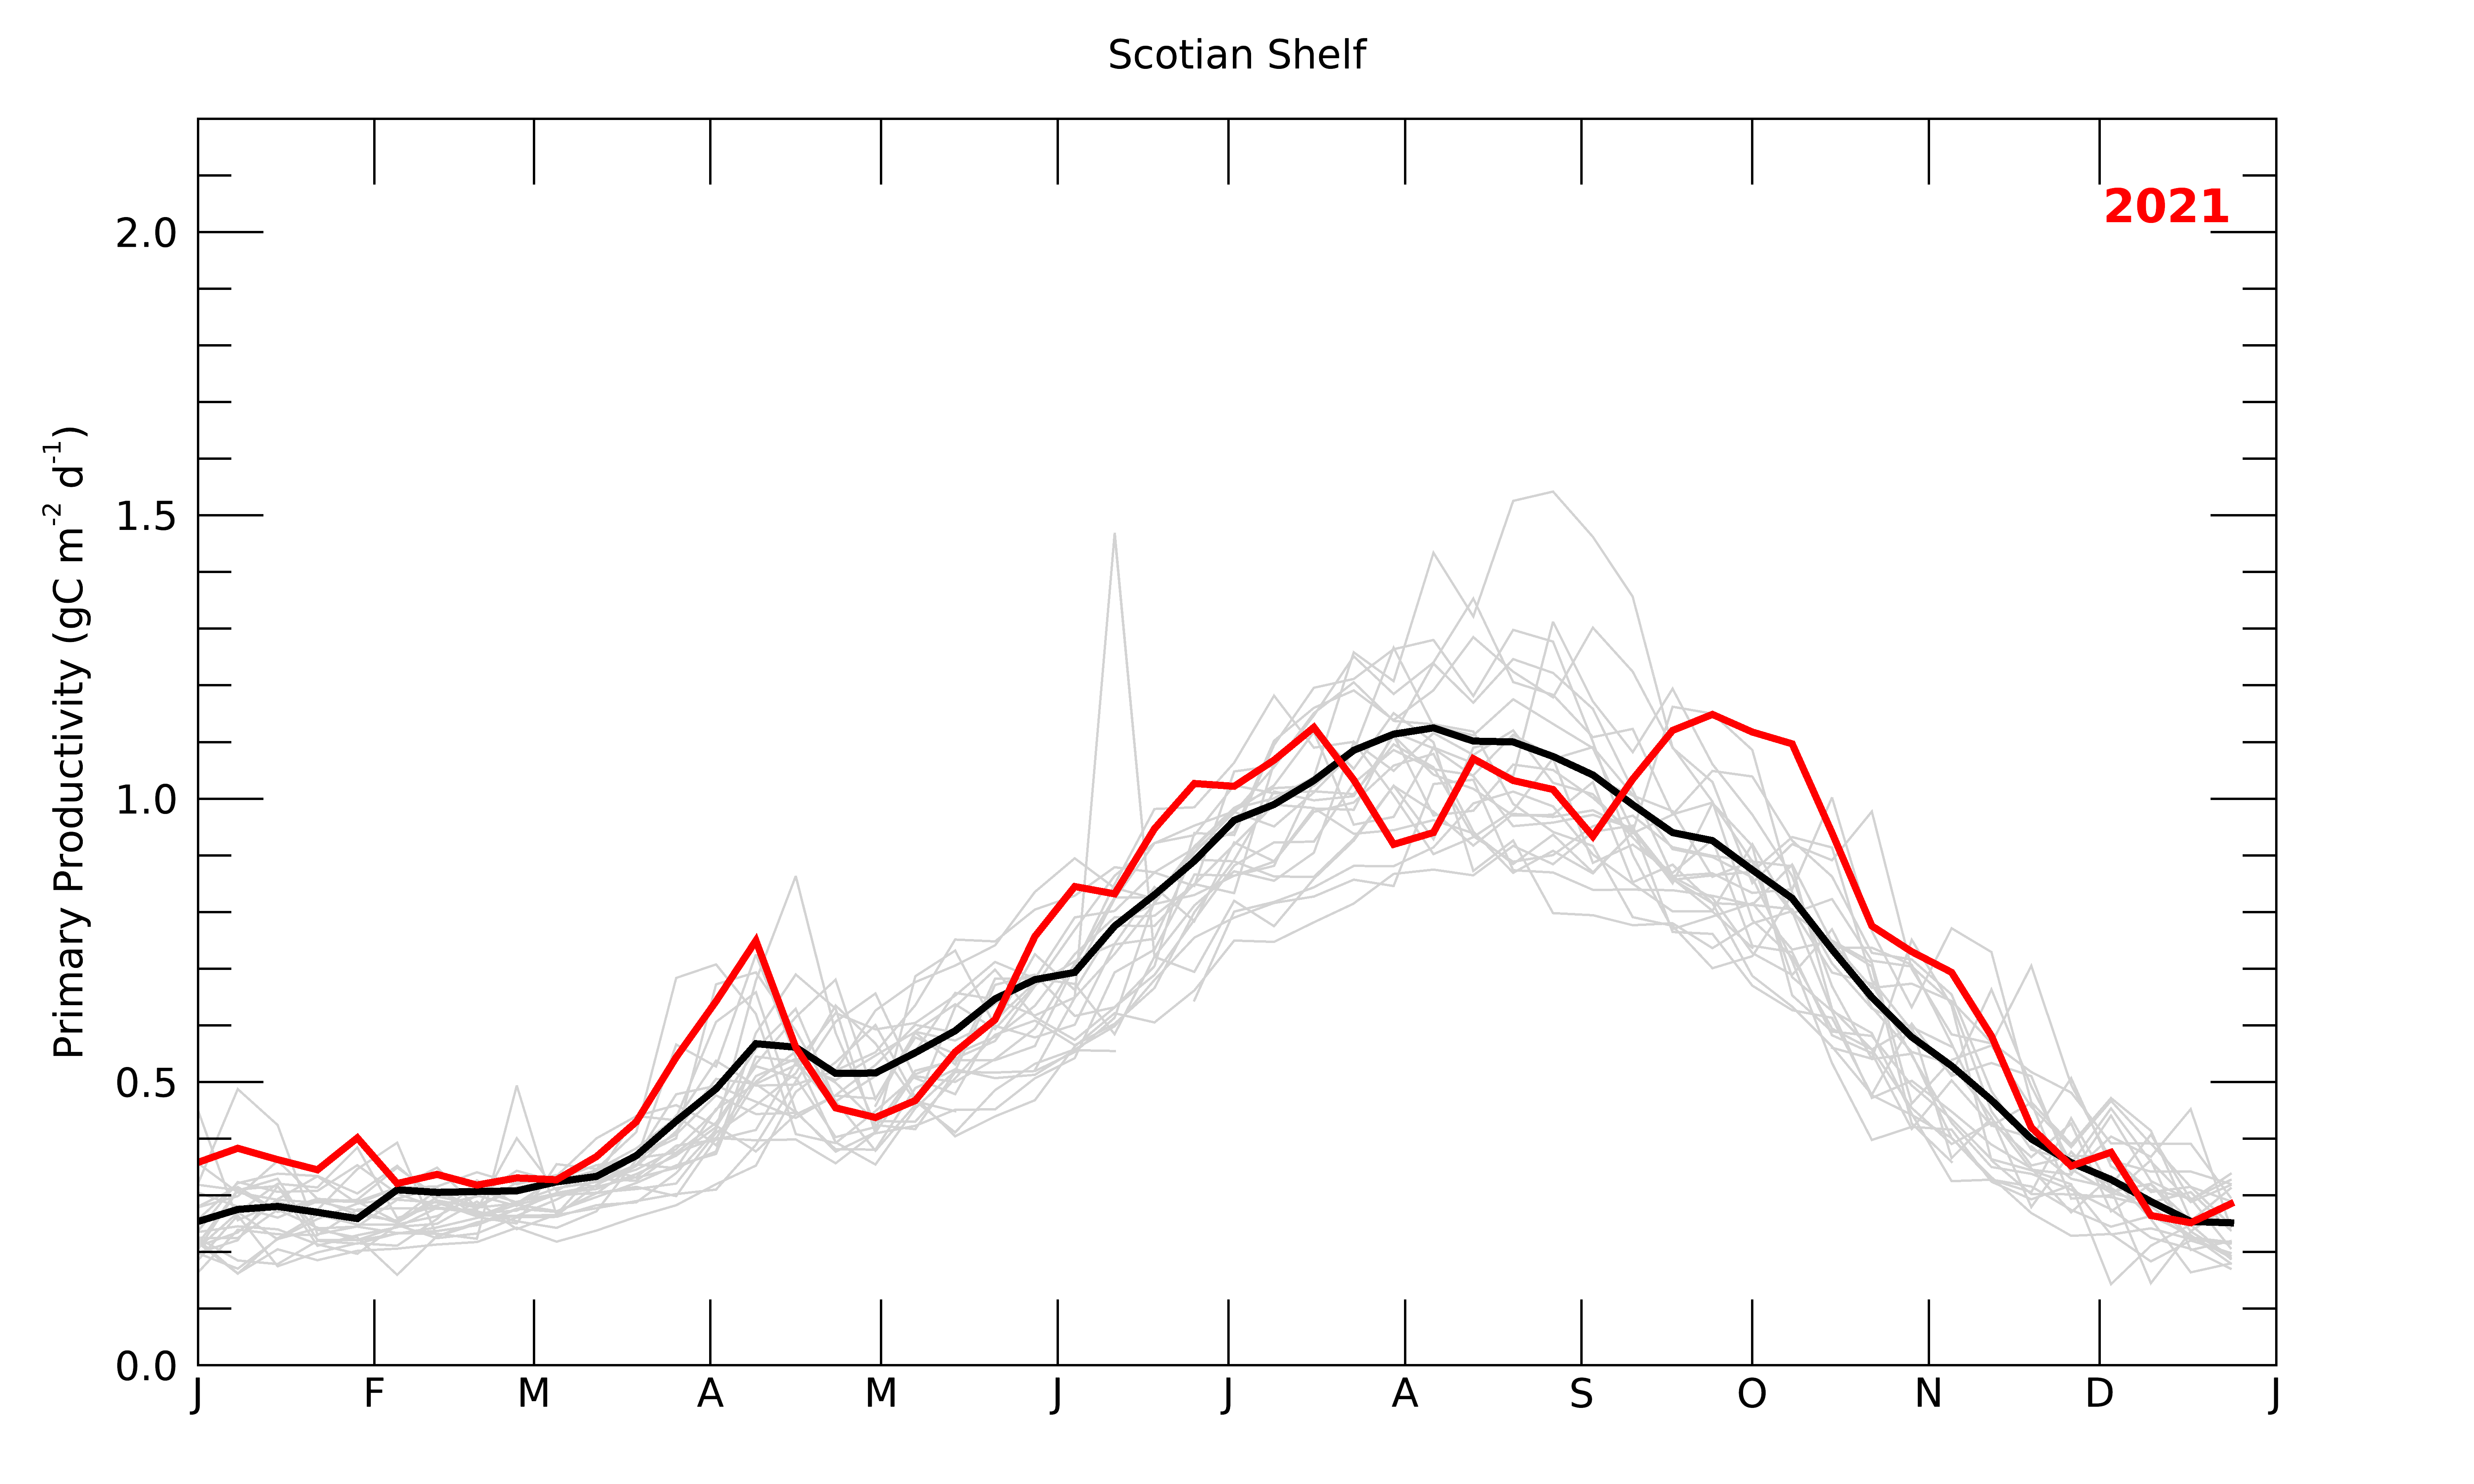 Scotian Shelf
2021
Primary Productivity (gC m-2 d-1)
2.0
1.5
1.0
0.5
0.0
J F M A M J J A S O N D J